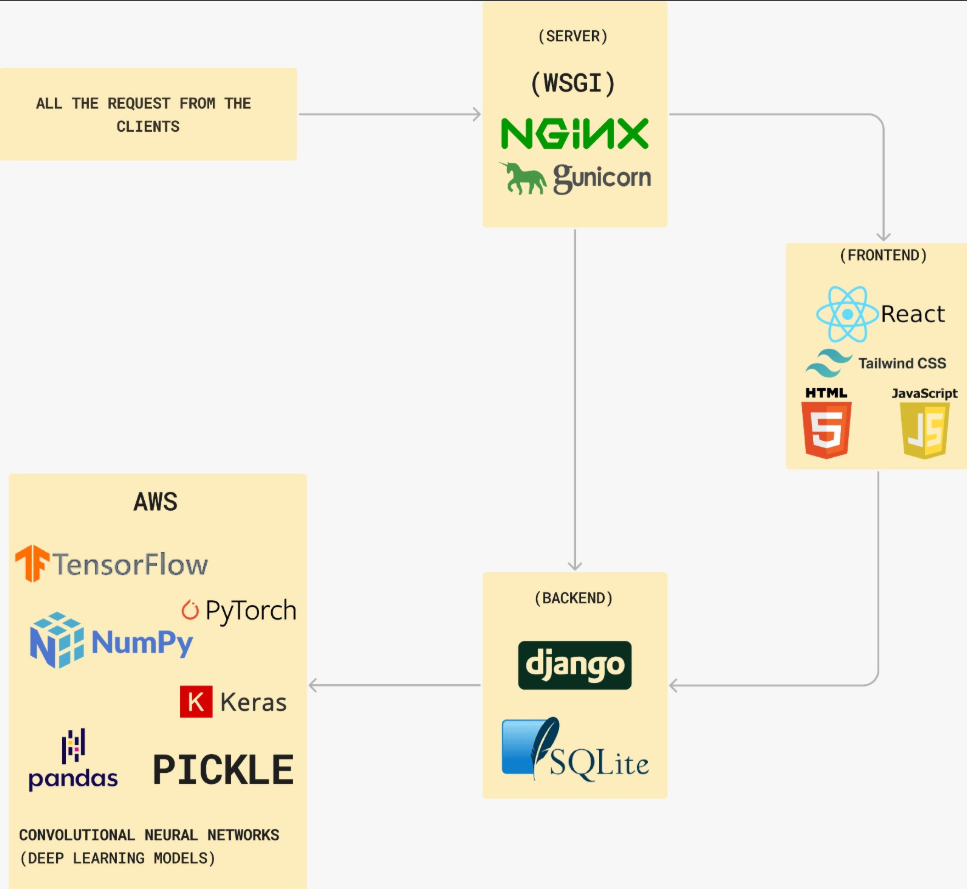 ALL THE REQUEST FROM THE
CLIENTS
(SERVER)
(WSGI)
NGiNX
gunicorn
(FRONTEND)
React
Tailwind CSS
HTML
5
JavaScript
JS
(BACKEND)
django
SQLite
AWS
TensorFlow
PyTorch
NumPy
K Keras
pandas
PICKLE
CONVOLUTIONAL NEURAL NETWORKS
(DEEP LEARNING MODELS)